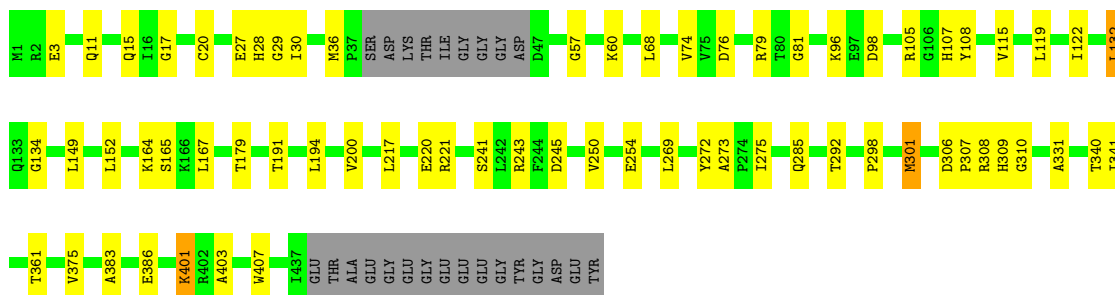 M1 R2 E3 Q11 Q15 I16 G17 C20 E27 H28 G29 I30 M36 P37 SER ASP LYS THR ILE GLY GLY GLY ASP D47 G57 K60 L68 V74 V75 D76 R79 T80 G81 K96 E97 D98 R105 G106 H107 Y108 V115 L119 I122 L132
Q133 G134 L149 L152 K164 S165 K166 L167 T179 T191 L194 V200 L217 E220 R221 S241 L242 R243 F244 D245 V250 E254 L269 Y272 A273 P274 I275 Q285 T292 P298 M301 D306 P307 R308 H309 G310 A331 T340 I341
T361 V375 A383 E386 K401 R402 A403 W407 I437 GLU THR ALA GLU GLY GLU GLY GLU GLU GLU GLY TYR GLY ASP GLU TYR